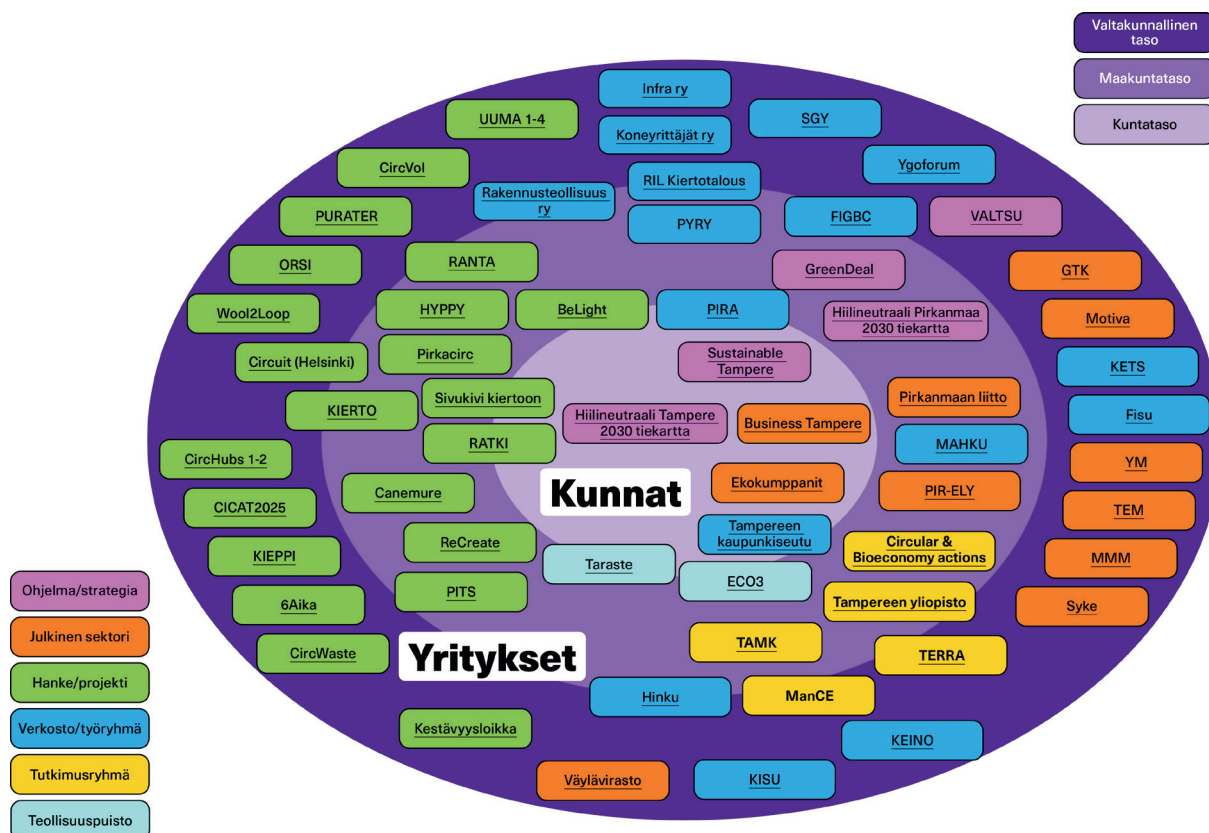 Valtakunnallinen
taso
Maakuntataso
Kuntataso
Infra ry
UUMA 1-4
SGY
Koneyrittäjät ry
CircVol
Ygoforum
RIL Kiertotalous
Rakennusteollisuus
ry
PURATER
PYRY
FIGBC
VALTSU
ORSI
RANTA
GreenDeal
GTK
Wool2Loop
HYPPY
BeLight
PIRA
Hiilineutraali Pirkanmaa
2030 tiekartta
Motiva
Circuit (Helsinki)
Pirkacirc
Sustainable
Tampere
KETS
KIERTO
Sivukivi kiertoon
Pirkanmaan liitto
Fisu
Hiilineutraali Tampere
2030 tiekartta
Business Tampere
RATKI
MAHKU
CircHubs 1-2
YM
Kunnat
Canemure
Ekokumppanit
PIR-ELY
CICAT2025
TEM
Tampereen
kaupunkiseutu
ReCreate
Circular &
Bioeconomy actions
KIEPPI
MMM
Taraste
ECO3
PITS
6Aika
Tampereen yliopisto
Syke
CircWaste
Yritykset
TAMK
TERRA
Hinku
ManCE
Kestävyysloikka
KEINO
Väylävirasto
KISU
Ohjelma/strategia
Julkinen sektori
Hanke/projekti
Verkosto/työryhmä
Tutkimusryhmä
Teollisuuspuisto